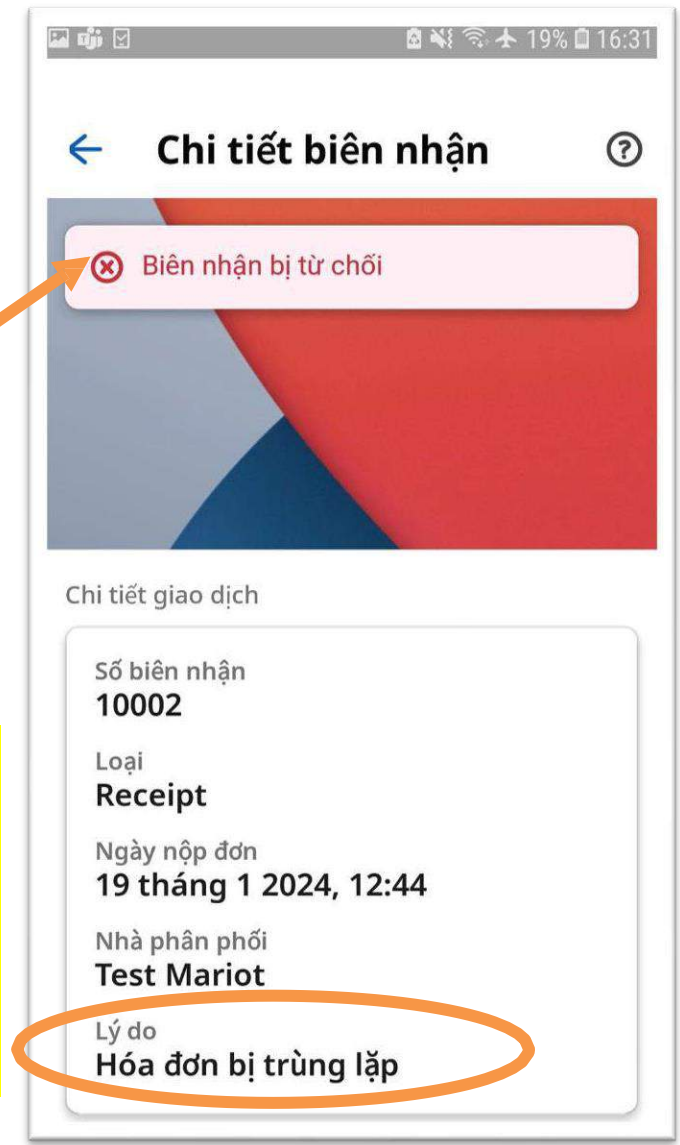 19% 16:31
Chi tiết biên nhận
Biên nhận bị từ chối
Chi tiết giao dịch
Số biên nhận
10002
Loại
Receipt
Ngày nộp đơn
19 tháng 1 2024, 12:44
Nhà phân phối
Test Mariot
Lý do
Hóa đơn bị trùng lặp